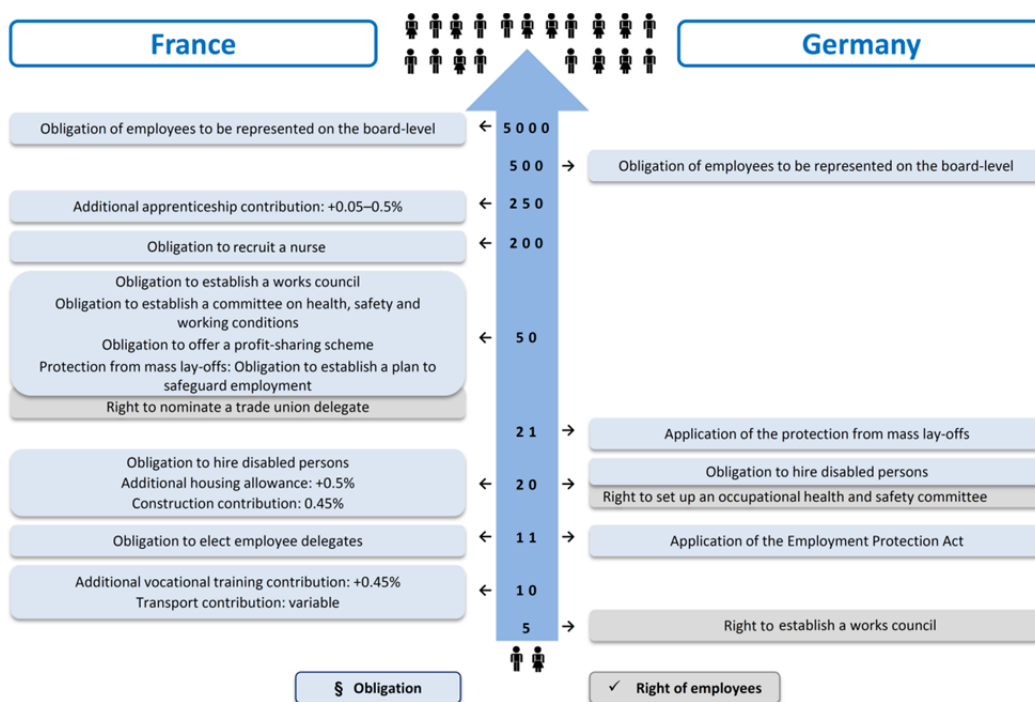 France
Germany
Obligation of employees to be represented on the board-level
← 5000
500 →
Obligation of employees to be represented on the board-level
Additional apprenticeship contribution: +0.05–0.5%
← 250
Obligation to recruit a nurse
← 200
Obligation to establish a works council
Obligation to establish a committee on health, safety and
working conditions
Obligation to offer a profit-sharing scheme
Protection from mass lay-offs: Obligation to establish a plan to
safeguard employment
← 50
Right to nominate a trade union delegate
21 →
Application of the protection from mass lay-offs
Obligation to hire disabled persons
Additional housing allowance: +0.5%
Construction contribution: 0.45%
← 20 →
Obligation to hire disabled persons
Right to set up an occupational health and safety committee
Obligation to elect employee delegates
← 11 →
Application of the Employment Protection Act
Additional vocational training contribution: +0.45%
Transport contribution: variable
← 10
5 →
Right to establish a works council
§ Obligation
✓ Right of employees